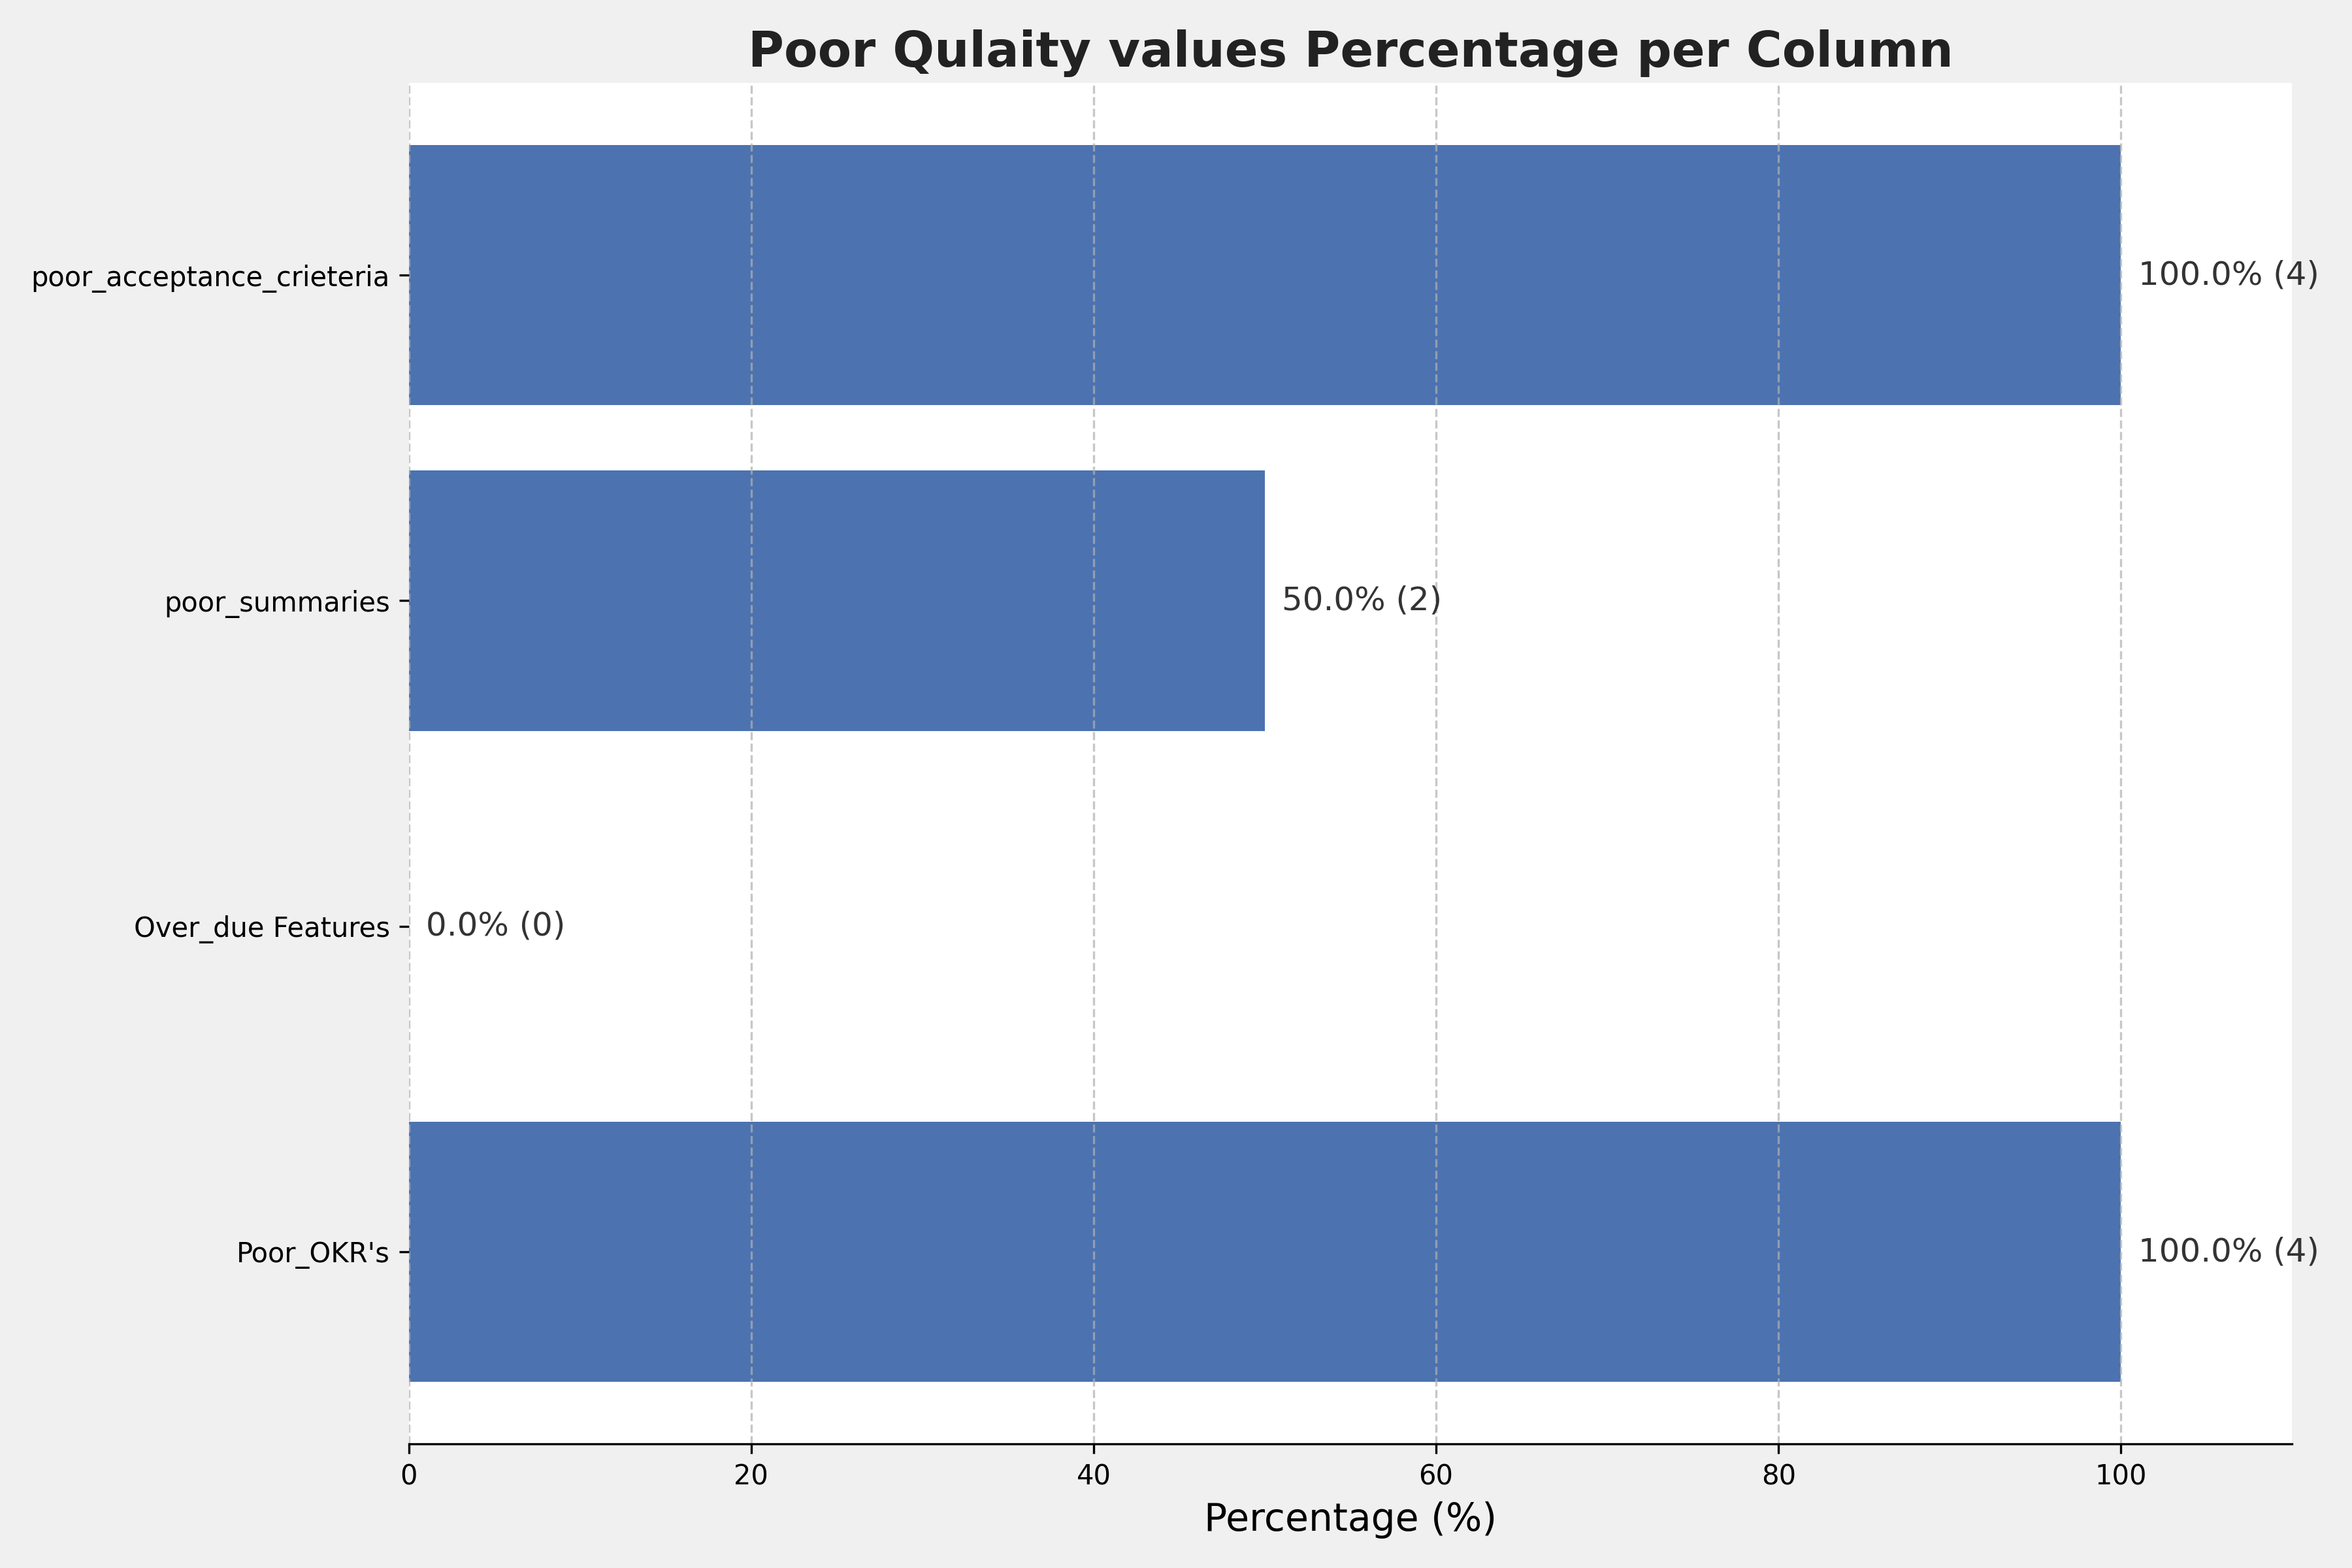 Poor Qulaity values Percentage per Column
poor_acceptance_crieteria
100.0% (4)
poor_summaries
50.0% (2)
Over_due Features
0.0% (0)
Poor_OKR's
100.0% (4)
0 20 40 60 80 100
Percentage (%)